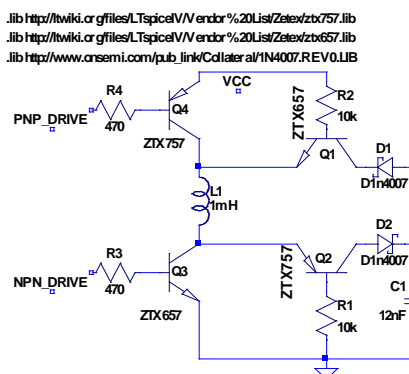 .lib http://ltwiki.org/files/LTspiceIV/Vendor%20List/Zetex/ztx757.lib
.lib http://ltwiki.org/files/LTspiceIV/Vendor%20List/Zetex/ztx657.lib
.lib http://www.onsemi.com/pub_link/Collateral/1N4007.REV0.LIB
R4
PNP_DRIVE
470
Q4
ZTX757
VCC
ZTX657
R2
10k
Q1
D1
D1n4007
L1
1mH
R3
NPN_DRIVE
470
Q3
ZTX657
ZTX757
Q2
D2
D1n4007
R1
10k
C1
12nF